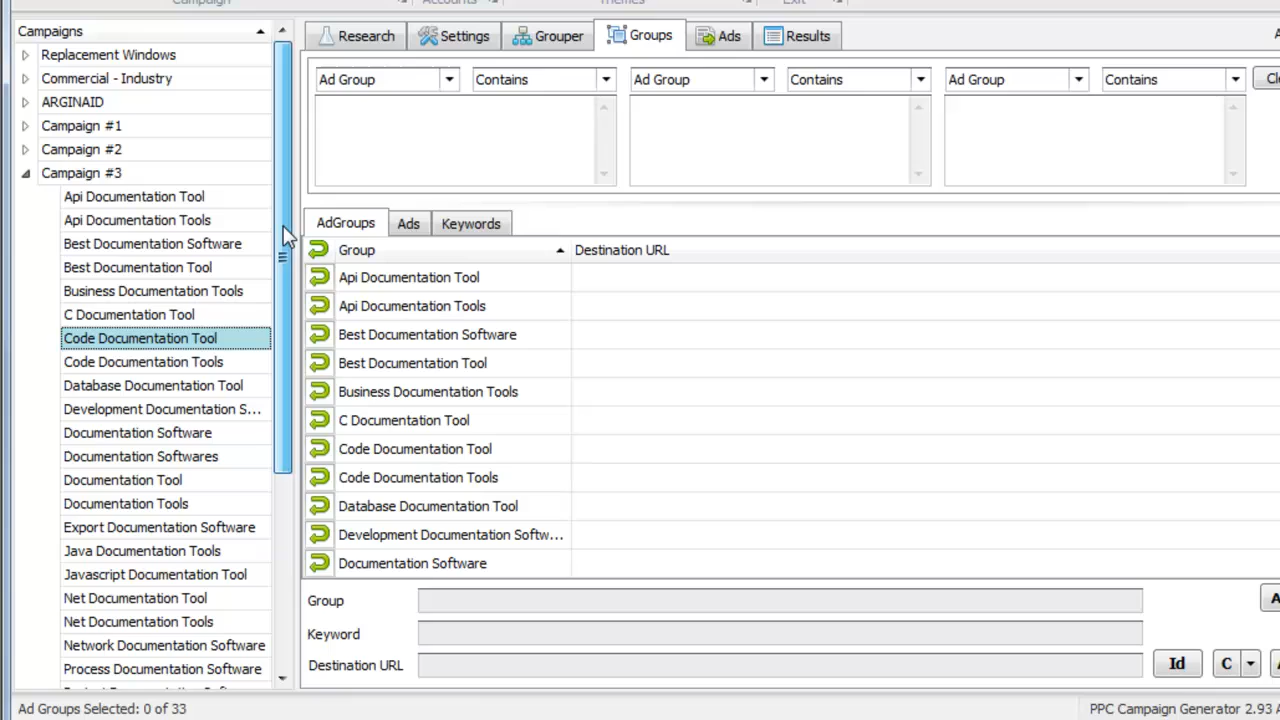 Campaign
Accounts
Themes
Exit
Campaigns
Replacement Windows
Commercial - Industry
ARGINAID
Campaign #1
Campaign #2
Campaign #3
Api Documentation Tool
Api Documentation Tools
Best Documentation Software
Best Documentation Tool
Business Documentation Tools
C Documentation Tool
Code Documentation Tool
Code Documentation Tools
Database Documentation Tool
Development Documentation S...
Documentation Software
Documentation Softwares
Documentation Tool
Documentation Tools
Export Documentation Software
Java Documentation Tools
Javascript Documentation Tool
Net Documentation Tool
Net Documentation Tools
Network Documentation Software
Process Documentation Software
Research Settings Grouper Groups Ads Results
Ad Group Contains Ad Group Contains Ad Group Contains
AdGroups Ads Keywords
Group Destination URL
Api Documentation Tool
Api Documentation Tools
Best Documentation Software
Best Documentation Tool
Business Documentation Tools
C Documentation Tool
Code Documentation Tool
Code Documentation Tools
Database Documentation Tool
Development Documentation Softw...
Documentation Software
Group
Keyword
Destination URL Id C
Ad Groups Selected: 0 of 33 PPC Campaign Generator 2.93